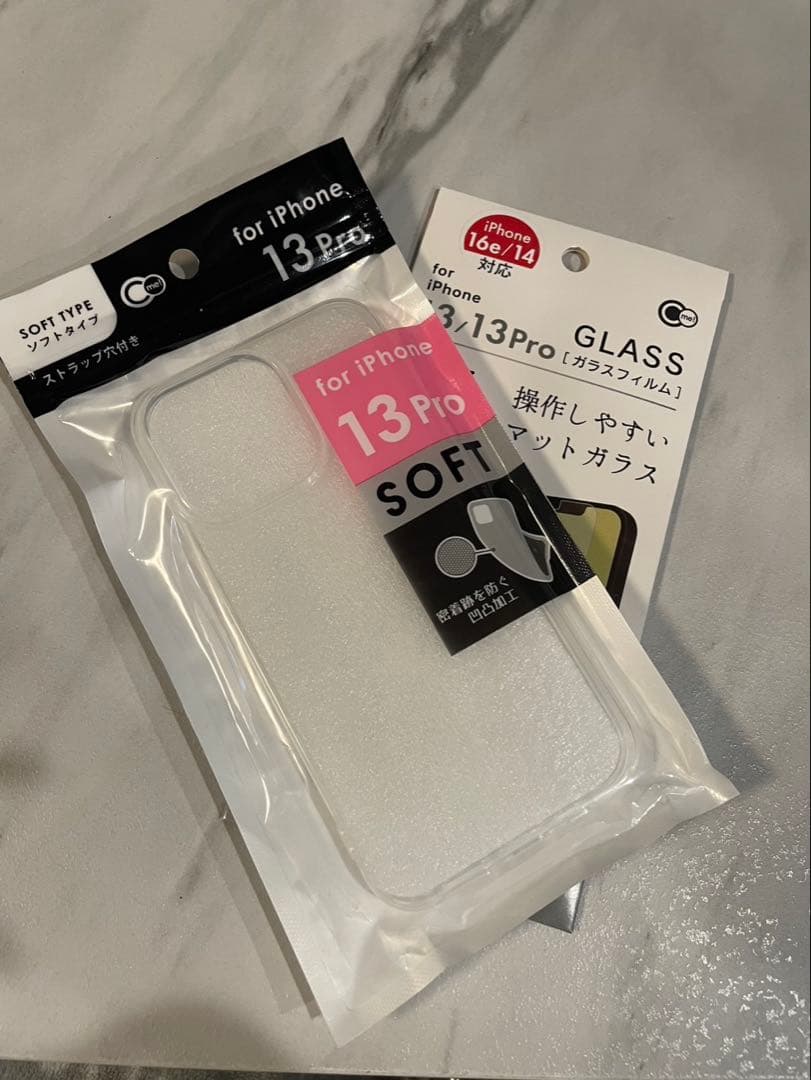 for iPhone
13 Pro
SOFT TYPE
ソフトタイプ
ストラップ穴付き
C me!
for iPhone
13 Pro
SOFT
密着跡を防ぐ
凹凸加工
iPhone
16e/14
対応
for
iPhone
3/13Pro
C me!
GLASS
[ガラスフィルム]
操作しやすい
マットガラス